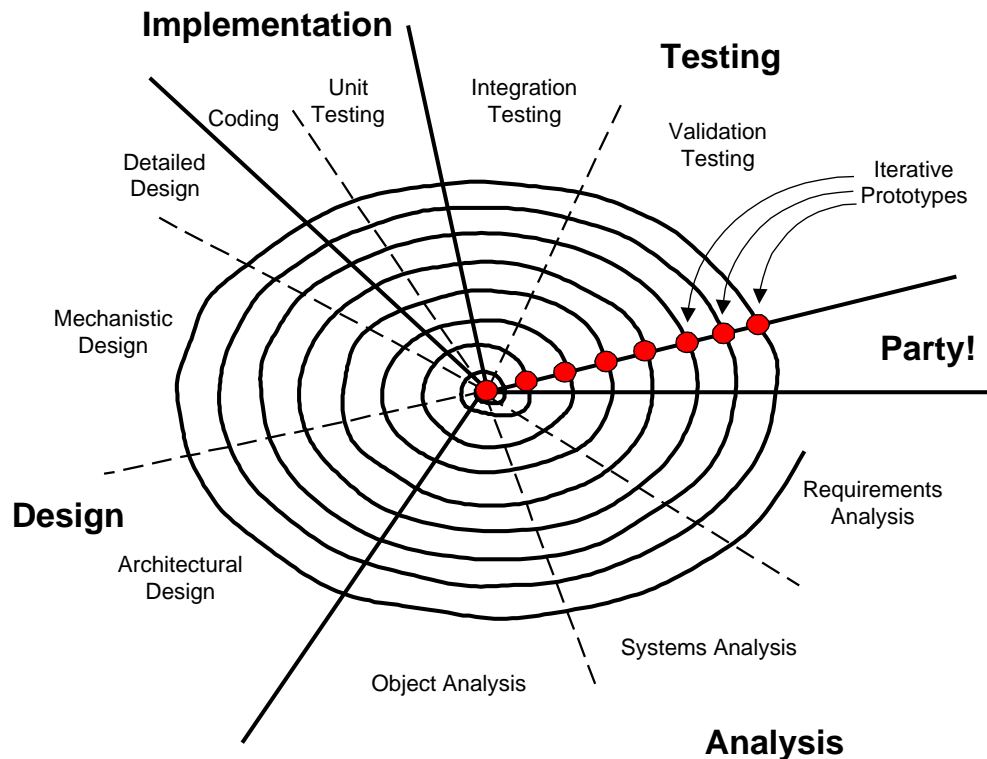 Implementation
Testing
Unit
Testing
Integration
Testing
Coding
Validation
Testing
Detailed
Design
Iterative
Prototypes
Mechanistic
Design
Party!
Requirements
Analysis
Design
Architectural
Design
Systems Analysis
Object Analysis
Analysis